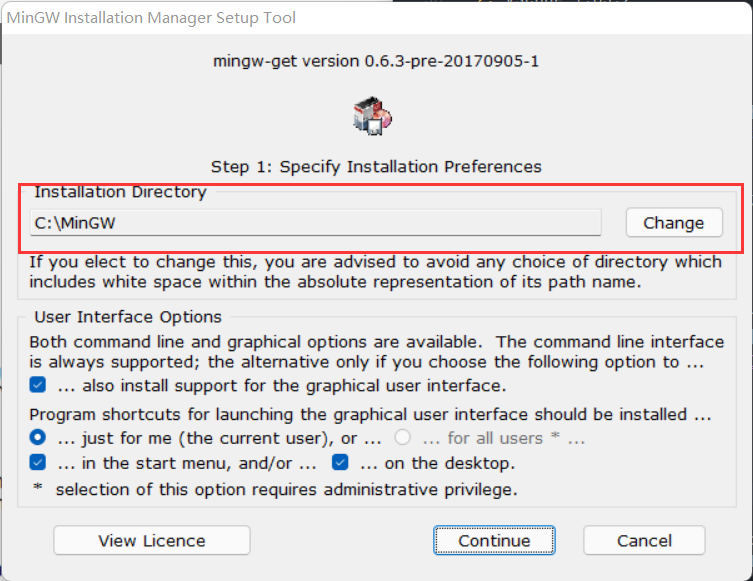 MinGW Installation Manager Setup Tool
mingw-get version 0.6.3-pre-20170905-1
Step 1: Specify Installation Preferences
Installation Directory
C:\MinGW
Change
If you elect to change this, you are advised to avoid any choice of directory which
includes white space within the absolute representation of its path name.
User Interface Options
Both command line and graphical options are available.  The command line interface
is always supported; the alternative only if you choose the following option to ...
... also install support for the graphical user interface.
Program shortcuts for launching the graphical user interface should be installed ...
... just for me (the current user), or ... ... for all users * ...
... in the start menu, and/or ... ... on the desktop.
* selection of this option requires administrative privilege.
View Licence Continue Cancel